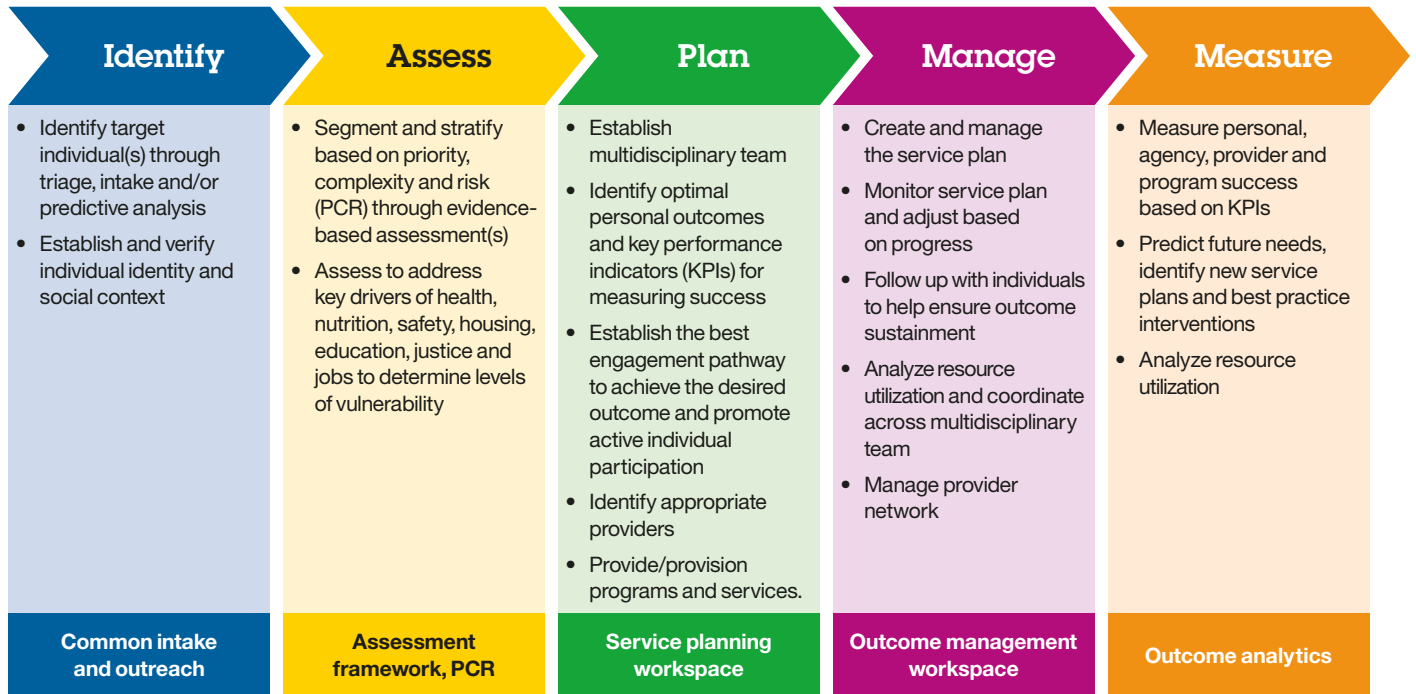 Identify
Assess
Plan
Manage
Measure
• Identify target
individual(s) through
triage, intake and/or
predictive analysis
• Establish and verify
individual identity and
social context
• Segment and stratify
based on priority,
complexity and risk
(PCR) through evidence-
based assessment(s)
• Assess to address
key drivers of health,
nutrition, safety, housing,
education, justice and
jobs to determine levels
of vulnerability
• Establish
multidisciplinary team
• Identify optimal
personal outcomes
and key performance
indicators (KPIs) for
measuring success
• Establish the best
engagement pathway
to achieve the desired
outcome and promote
active individual
participation
• Identify appropriate
providers
• Provide/provision
programs and services.
• Create and manage
the service plan
• Monitor service plan
and adjust based
on progress
• Follow up with individuals
to help ensure outcome
sustainment
• Analyze resource
utilization and coordinate
across multidisciplinary
team
• Manage provider
network
• Measure personal,
agency, provider and
program success
based on KPIs
• Predict future needs,
identify new service
plans and best practice
interventions
• Analyze resource
utilization
Common intake
and outreach
Assessment
framework, PCR
Service planning
workspace
Outcome management
workspace
Outcome analytics